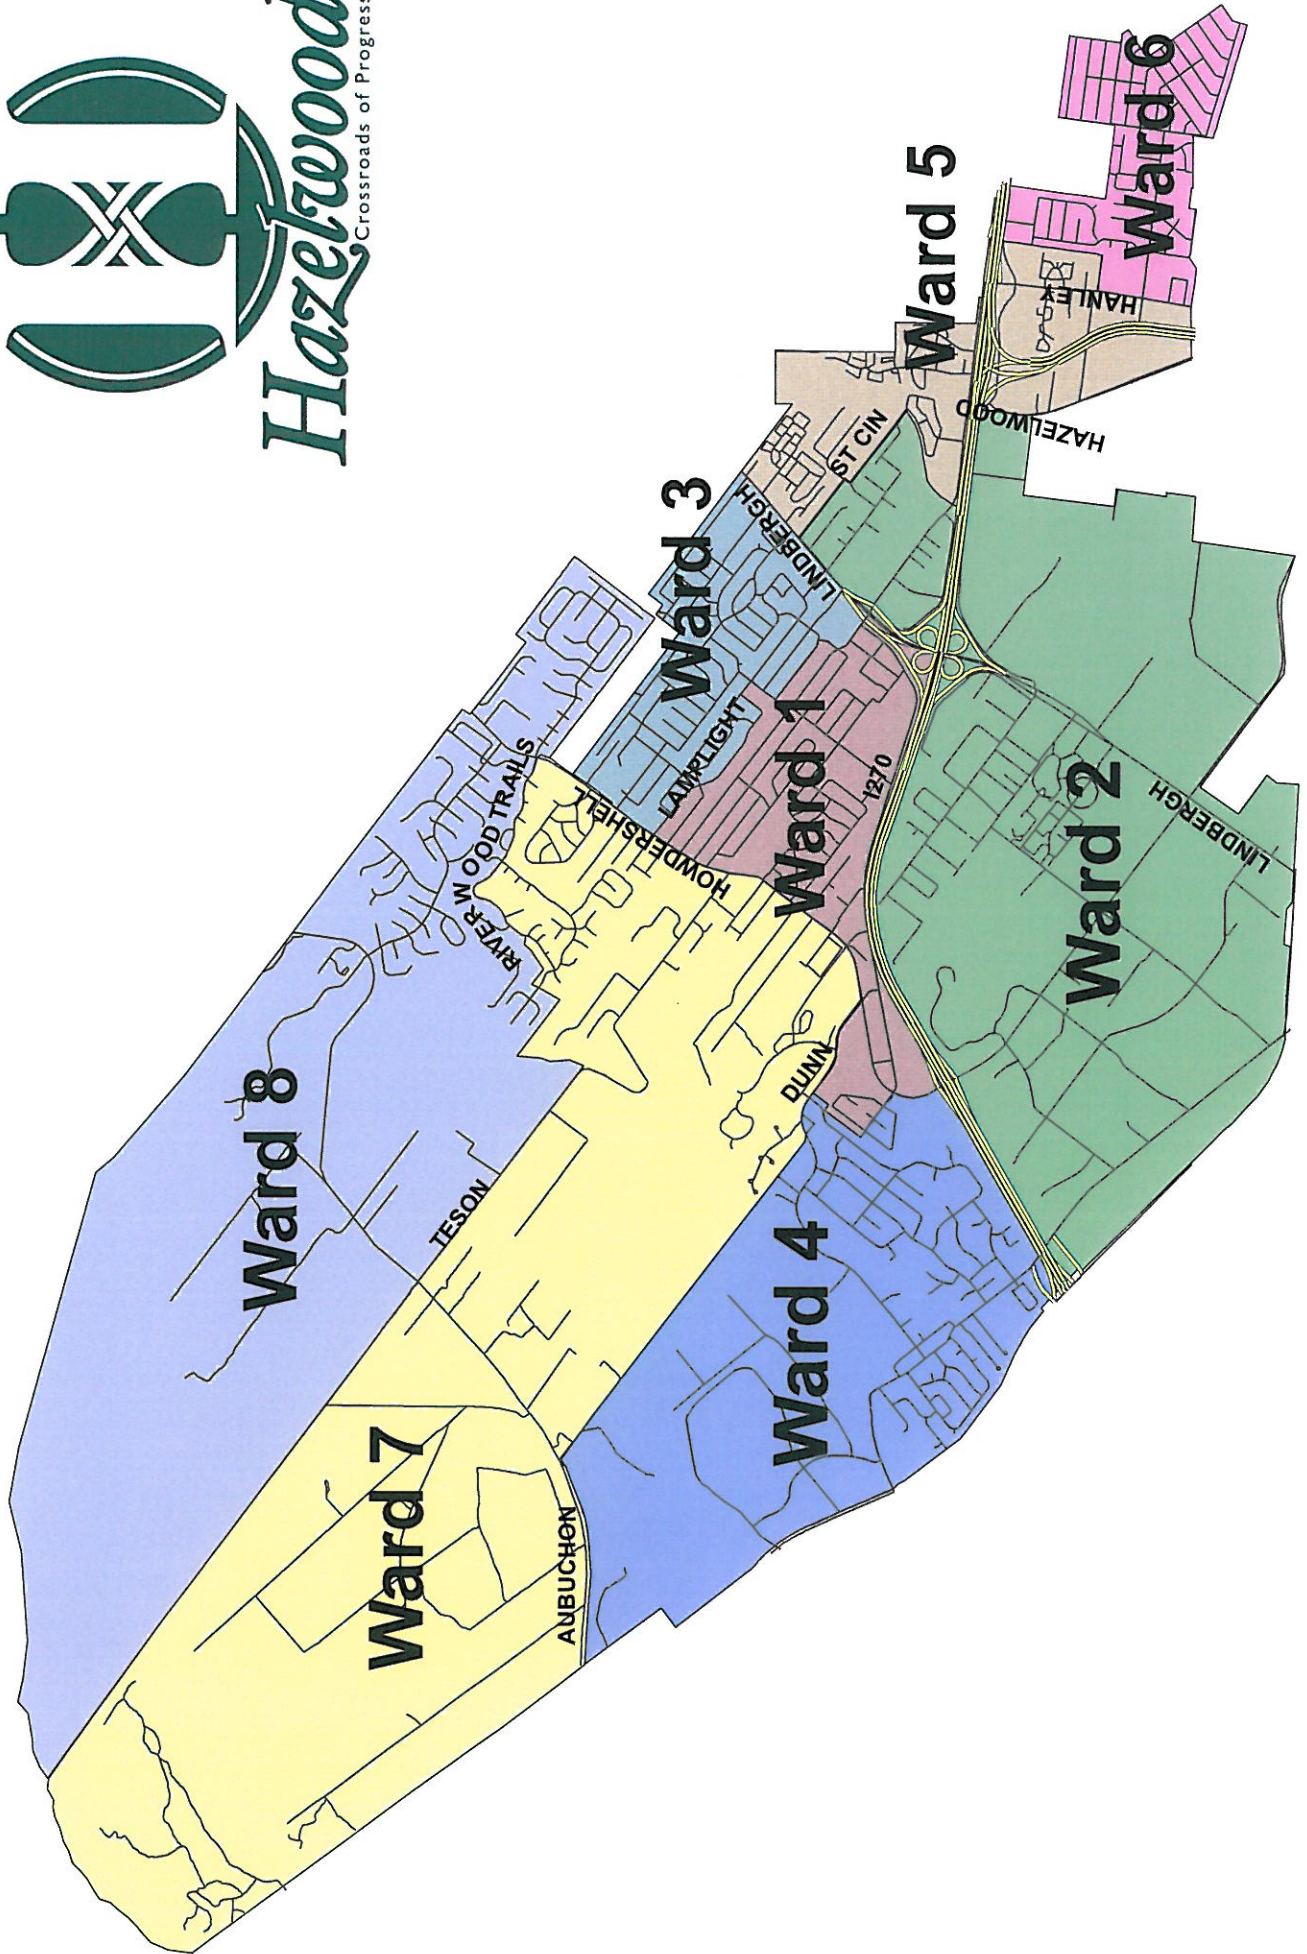 Hazelwood
Crossroads of Progress
Ward 8
Ward 7
Ward 3
Ward 5
Ward 6
Ward 1
Ward 4
Ward 2
TESON
RIVERWOOD TRAILS
AUBUCHON
HOWDERSHELL
LAMPLIGHT
LINDBERGH
ST CIN
DUNN
I270
HAZELWOOD
HANLEY
LINDBERGH